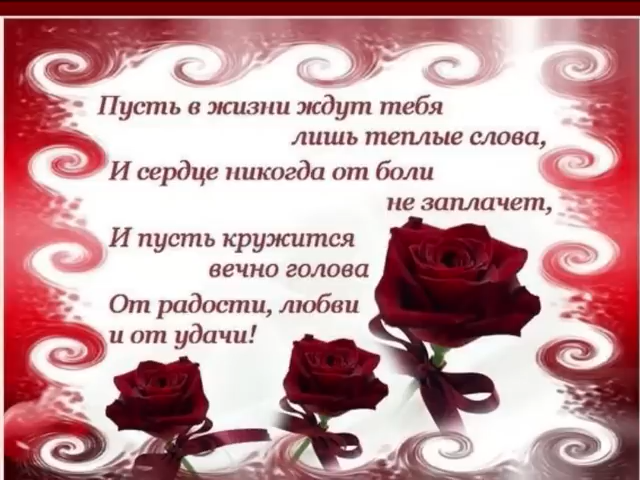 Пусть в жизни ждут тебя
лишь теплые слова,
И сердце никогда от боли
не заплачет,
И пусть кружится
вечно голова
От радости, любви
и от удачи!